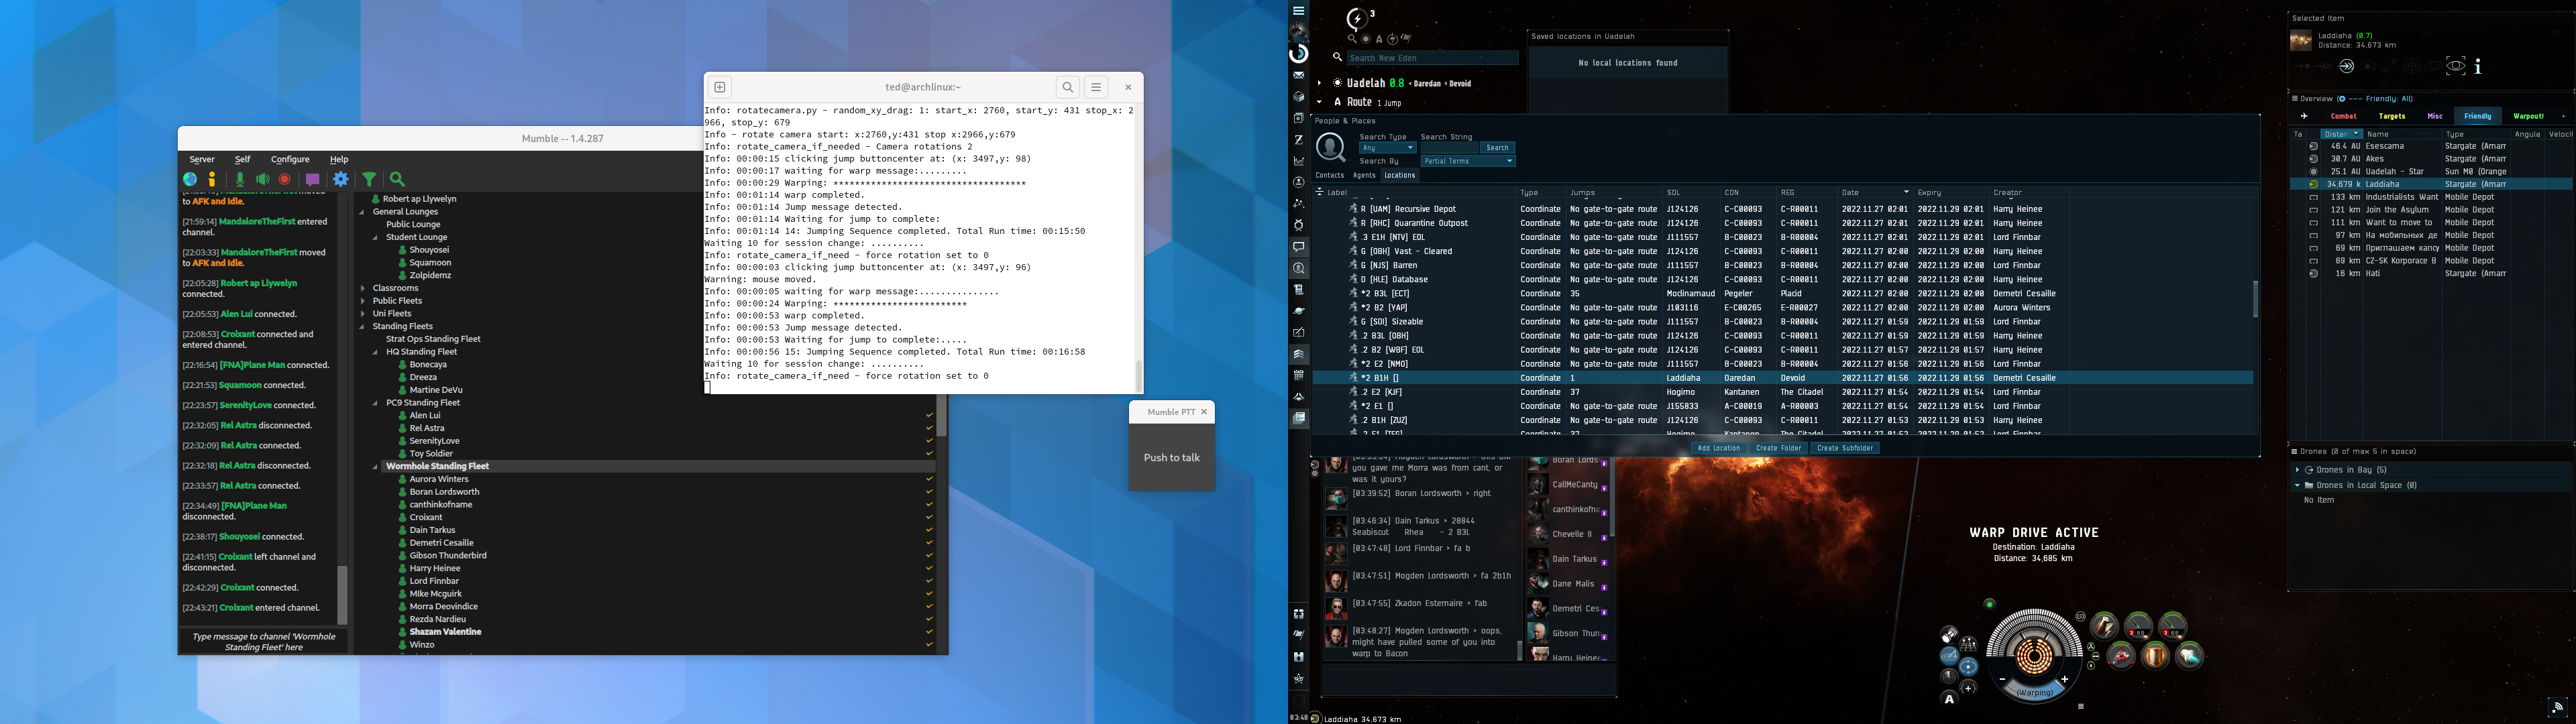 Mumble -- 1.4.287
Server Self Configure Help
moved
to AFK and Idle.
[21:59:14] MandaloreTheFirst entered
channel.
[22:03:33] MandaloreTheFirst moved
to AFK and Idle.
[22:05:28] Robert ap Llywelyn
connected.
[22:05:53] Alen Lui connected.
[22:08:53] Croixant connected and
entered channel.
[22:16:54] [FNA]Plane Man connected.
[22:21:53] Squamoon connected.
[22:23:57] SerenityLove connected.
[22:32:05] Rel Astra disconnected.
[22:32:09] Rel Astra connected.
[22:32:18] Rel Astra disconnected.
[22:33:57] Rel Astra connected.
[22:34:49] [FNA]Plane Man
disconnected.
[22:38:17] Shouyosei connected.
[22:41:15] Croixant left channel and
disconnected.
[22:42:29] Croixant connected.
[22:43:21] Croixant entered channel.
Type message to channel 'Wormhole
Standing Fleet' here
Robert ap Llywelyn
General Lounges
Public Lounge
Student Lounge
Shouyosei
Squamoon
Zolpidemz
Classrooms
Public Fleets
Uni Fleets
Standing Fleets
Strat Ops Standing Fleet
HQ Standing Fleet
Bonecaya
Dreeza
Martine DeVu
PC9 Standing Fleet
Alen Lui
Rel Astra
SerenityLove
Toy Soldier
Wormhole Standing Fleet
Aurora Winters
Boran Lordsworth
canthinkofname
Croixant
Dain Tarkus
Demetri Cesaille
Gibson Thunderbird
Harry Heinee
Lord Finnbar
MIke Mcguirk
Morra Deovindice
Rezda Nardieu
Shazam Valentine
Winzo
ted@archlinux:~
Info: rotatecamera.py - random_xy_drag: 1: start_x: 2760, start_y: 431 stop_x: 2
966, stop_y: 679
Info - rotate camera start: x:2760,y:431 stop x:2966,y:679
Info: rotate_camera_if_needed - Camera rotations 2
Info: 00:00:15 clicking jump buttoncenter at: (x: 3497,y: 98)
Info: 00:00:17 waiting for warp message:.........
Info: 00:00:29 Warping: ************************************
Info: 00:01:14 warp completed.
Info: 00:01:14 Jump message detected.
Info: 00:01:14 Waiting for jump to complete:
Info: 00:01:14 14: Jumping Sequence completed. Total Run time: 00:15:50
Waiting 10 for session change: ..........
Info: rotate_camera_if_need - force rotation set to 0
Info: 00:00:03 clicking jump buttoncenter at: (x: 3497,y: 96)
Warning: mouse moved.
Info: 00:00:05 waiting for warp message:...............
Info: 00:00:24 Warping: *************************
Info: 00:00:53 warp completed.
Info: 00:00:53 Jump message detected.
Info: 00:00:53 Waiting for jump to complete:.....
Info: 00:00:56 15: Jumping Sequence completed. Total Run time: 00:16:58
Waiting 10 for session change: ..........
Info: rotate_camera_if_need - force rotation set to 0
Mumble PTT
Push to talk
3
Search New Eden
Uadelah 0.8 < Daredan < Devoid
Route 1 Jump
Saved locations in Uadelah
No local locations found
People & Places
Search Type Search String
Any Search
Search By Partial Terms
Contacts Agents Locations
Label Type Jumps SOL CON REG Date Expiry Creator
R [UAM] Recursive Depot Coordinate No gate-to-gate route J124126 C-C00093 C-R00011 2022.11.27 02:01 2022.11.29 02:01 Harry Heinee
R [RHC] Quarantine Outpost Coordinate No gate-to-gate route J124126 C-C00093 C-R00011 2022.11.27 02:01 2022.11.29 02:01 Harry Heinee
.3 E1H [NTV] EOL Coordinate No gate-to-gate route J111557 B-C00023 B-R00004 2022.11.27 02:01 2022.11.29 02:01 Lord Finnbar
G [OBH] Vast - Cleared Coordinate No gate-to-gate route J124126 C-C00093 C-R00011 2022.11.27 02:00 2022.11.29 02:00 Harry Heinee
G [NJS] Barren Coordinate No gate-to-gate route J111557 B-C00023 B-R00004 2022.11.27 02:00 2022.11.29 02:00 Lord Finnbar
D [HLE] Database Coordinate No gate-to-gate route J124126 C-C00093 C-R00011 2022.11.27 02:00 2022.11.29 02:00 Harry Heinee
*2 B3L [ECT] Coordinate 35 Moclinamaud Pegeler Placid 2022.11.27 02:00 2022.11.29 02:00 Demetri Cesaille
*2 B2 [YAP] Coordinate No gate-to-gate route J103116 E-C00265 E-R00027 2022.11.27 02:00 2022.11.29 02:00 Aurora Winters
G [SDI] Sizeable Coordinate No gate-to-gate route J111557 B-C00023 B-R00004 2022.11.27 01:59 2022.11.29 01:59 Lord Finnbar
.2 B3L [OBH] Coordinate No gate-to-gate route J124126 C-C00093 C-R00011 2022.11.27 01:59 2022.11.29 01:59 Harry Heinee
.2 B2 [WBF] EOL Coordinate No gate-to-gate route J124126 C-C00093 C-R00011 2022.11.27 01:57 2022.11.29 01:57 Harry Heinee
*2 E2 [NMO] Coordinate No gate-to-gate route J111557 B-C00023 B-R00004 2022.11.27 01:56 2022.11.29 01:56 Lord Finnbar
*2 B1H [] Coordinate 1 Laddiaha Daredan Devoid 2022.11.27 01:56 2022.11.29 01:56 Demetri Cesaille
.2 E2 [KJF] Coordinate 37 Hogimo Kantanen The Citadel 2022.11.27 01:54 2022.11.29 01:54 Lord Finnbar
*2 E1 [] Coordinate No gate-to-gate route J155833 A-C00019 A-R00003 2022.11.27 01:54 2022.11.29 01:54 Lord Finnbar
.2 B1H [ZUZ] Coordinate No gate-to-gate route J124126 C-C00093 C-R00011 2022.11.27 01:53 2022.11.29 01:53 Harry Heinee
Add Location Create Folder Create Subfolder
you gave me Morra was from cant, or
was it yours?
[03:39:52] Boran Lordsworth > right
[03:46:34] Dain Tarkus > 28844
Seabiscut Rhea - 2 B3L
[03:47:48] Lord Finnbar > fa b
[03:47:51] Mogden Lordsworth > fa 2b1h
[03:47:55] Zkadon Estemaire > fab
[03:48:27] Mogden Lordsworth > oops,
might have pulled some of you into
warp to Bacon
Boran Lords
CallMeCanty
canthinkofna
Chevelle II
Dain Tarkus
Dane Malis
Demetri Ces
Gibson Thun
Harry Heine
03:48 Laddiaha 34,673 km
WARP DRIVE ACTIVE
Destination: Laddiaha
Distance: 34,685 km
(Warping)
Selected Item
Laddiaha (0.7)
Distance: 34,673 km
Overview (--- Friendly: All)
Combat Targets Misc Friendly Warpout!
Ta Distan Name Type Angula Veloci
46.4 AU Esescama Stargate (Amarr
30.7 AU Akes Stargate (Amarr
25.1 AU Uadelah - Star Sun M0 (Orange
34,679 k Laddiaha Stargate (Amarr
133 km Industrialists Want Mobile Depot
121 km Join the Asylum Mobile Depot
111 km Want to move to Mobile Depot
97 km На мобильных де Mobile Depot
69 km Приглашаем капсу Mobile Depot
69 km CZ-SK Korporace B Mobile Depot
16 km Hati Stargate (Amarr
Drones (0 of max 5 in space)
Drones in Bay (5)
Drones in Local Space (0)
No Item